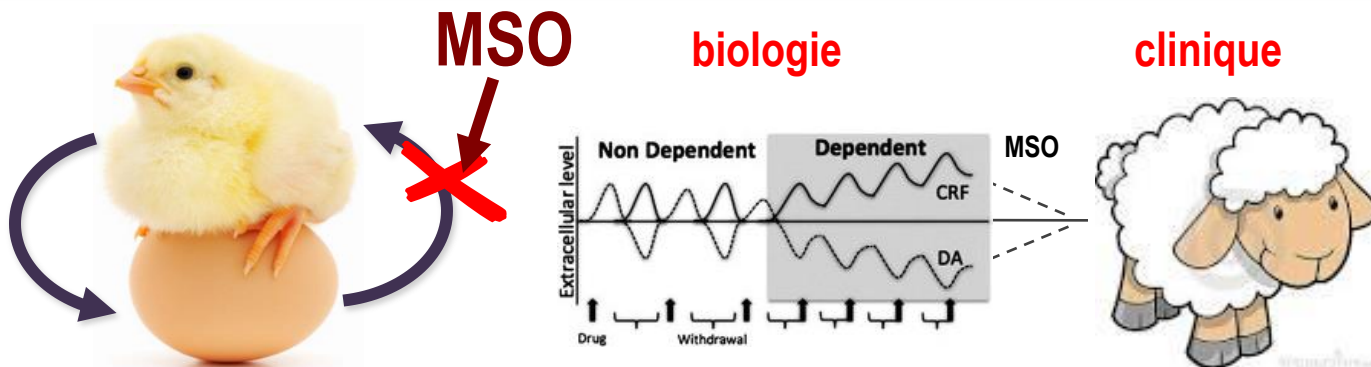 MSO
biologie
clinique
Non Dependent
Dependent
MSO
CRF
DA
Extracellular level
Drug
Withdrawal